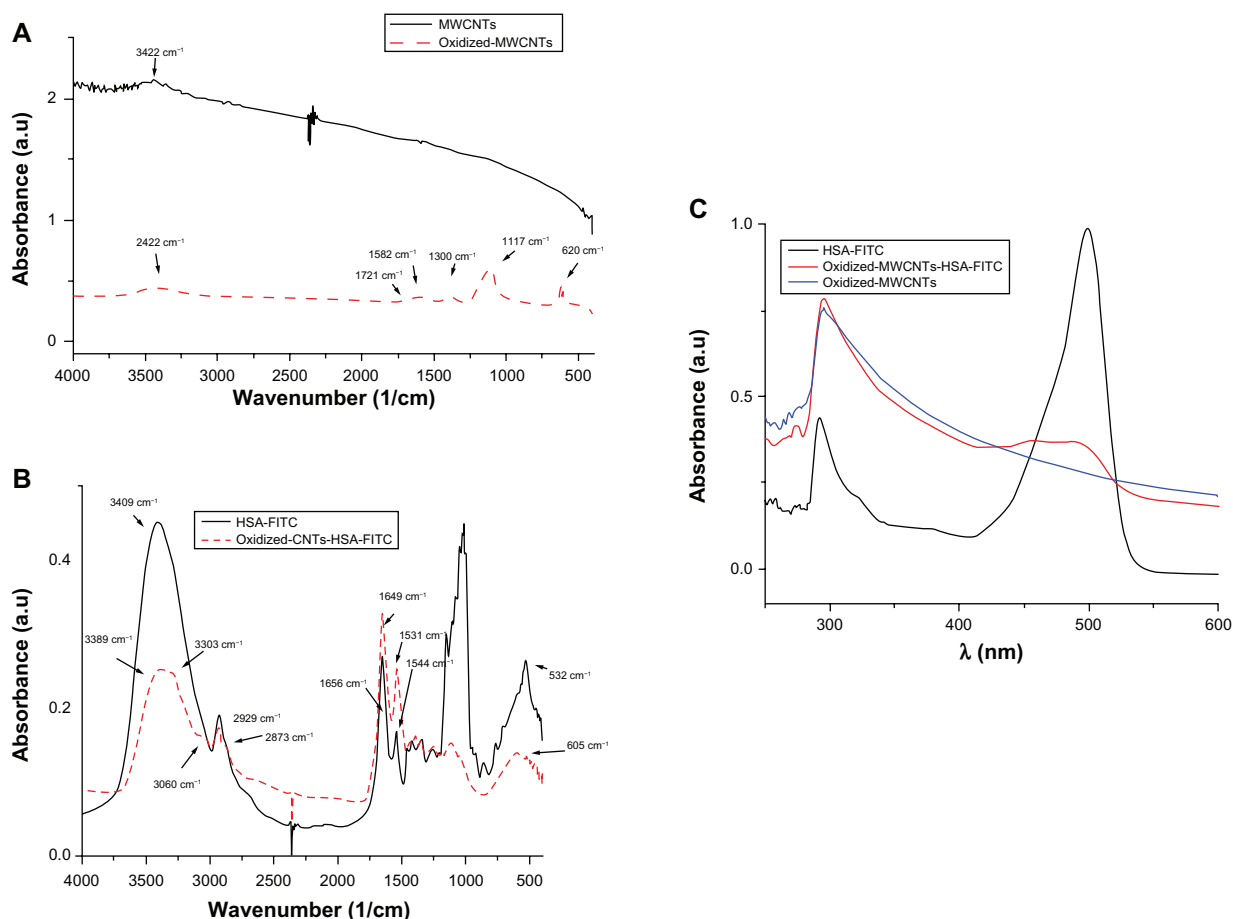 A
MWCNTs
Oxidized-MWCNTs
3422 cm⁻¹
2422 cm⁻¹
1721 cm⁻¹
1582 cm⁻¹
1300 cm⁻¹
1117 cm⁻¹
620 cm⁻¹
Absorbance (a.u)
2
1
0
4000 3000 2500 2000 1500 1000 500
Wavenumber (1/cm)
B
HSA-FITC
Oxidized-CNTs-HSA-FITC
3409 cm⁻¹
3389 cm⁻¹
3303 cm⁻¹
3060 cm⁻¹
2929 cm⁻¹
2873 cm⁻¹
1649 cm⁻¹
1656 cm⁻¹
1531 cm⁻¹
1544 cm⁻¹
532 cm⁻¹
605 cm⁻¹
Absorbance (a.u)
0.4
0.2
0.0
4000 3500 3000 2500 2000 1500 1000 500
Wavenumber (1/cm)
C
HSA-FITC
Oxidized-MWCNTs-HSA-FITC
Oxidized-MWCNTs
Absorbance (a.u)
1.0
0.5
0.0
300 400 500 600
λ (nm)